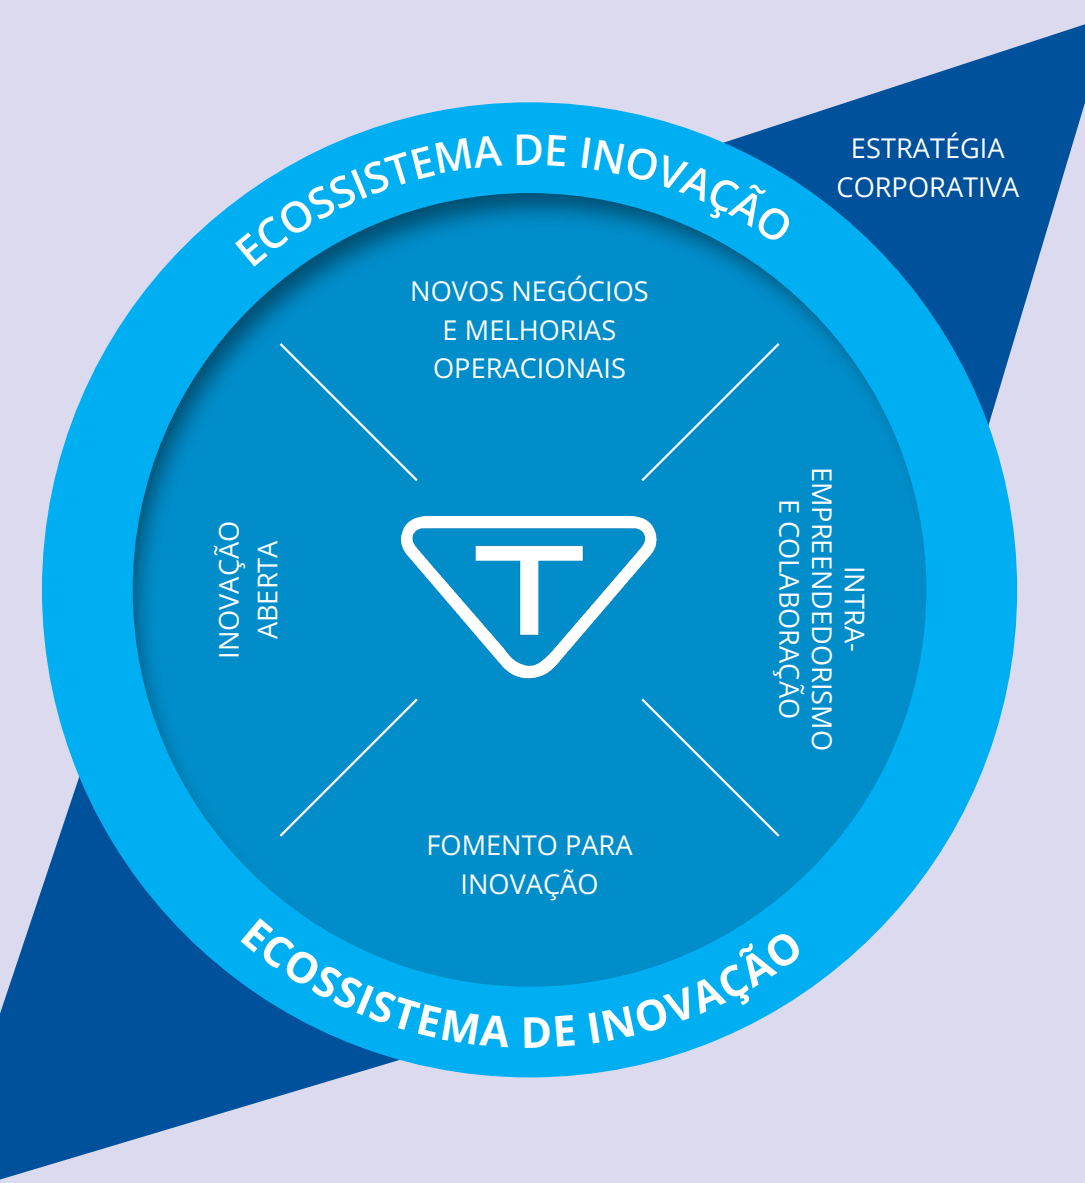 ECOSSISTEMA DE INOVAÇÃO
ESTRATÉGIA
CORPORATIVA
NOVOS NEGÓCIOS
E MELHORIAS
OPERACIONAIS
INOVAÇÃO
ABERTA
T
INTRA-
EMPREENDEDORISMO
E COLABORAÇÃO
FOMENTO PARA
INOVAÇÃO
ECOSSISTEMA DE INOVAÇÃO